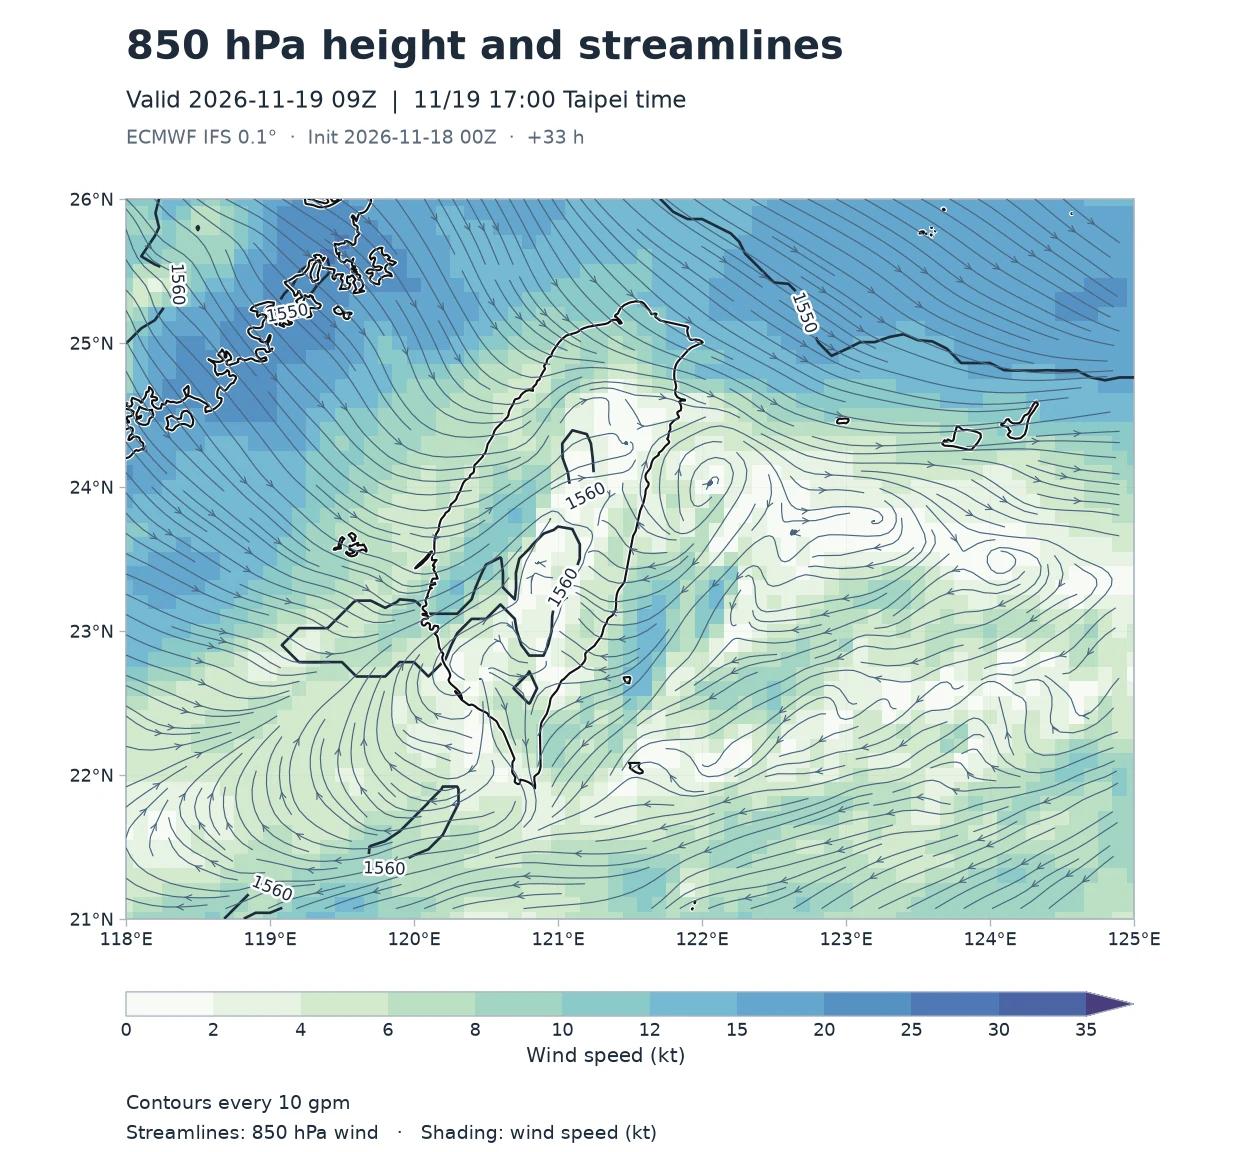 850 hPa height and streamlines
Valid 2026-11-19 09Z | 11/19 17:00 Taipei time
ECMWF IFS 0.1° · Init 2026-11-18 00Z · +33 h
26°N
25°N
24°N
23°N
22°N
21°N
1560
1550
1550
1560
1560
1560
1560
118°E 119°E 120°E 121°E 122°E 123°E 124°E 125°E
0 2 4 6 8 10 12 15 20 25 30 35
Wind speed (kt)
Contours every 10 gpm
Streamlines: 850 hPa wind · Shading: wind speed (kt)